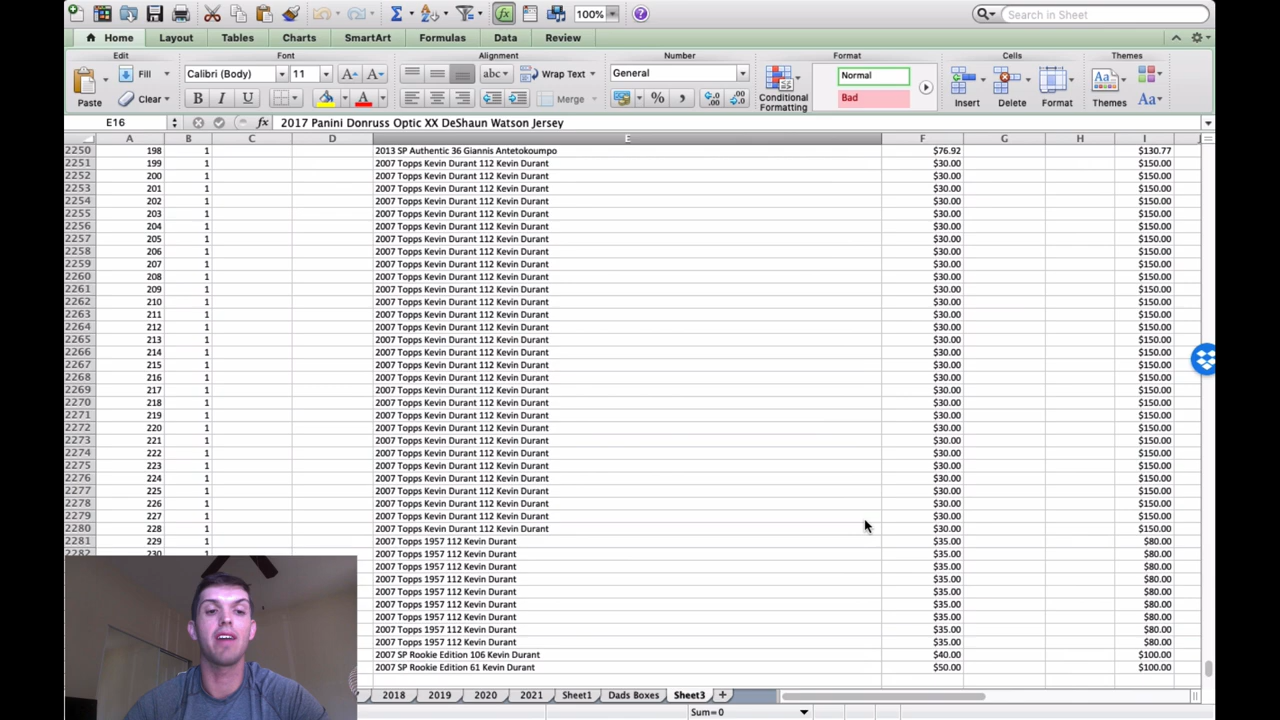 100%
Search in Sheet
Home Layout Tables Charts SmartArt Formulas Data Review
Edit Font Alignment Number Format Cells Themes
Paste Fill Clear Calibri (Body) 11 A A abc Wrap Text Merge General % , Conditional Formatting Normal Bad Insert Delete Format Themes Aa
B I U A
E16 fx 2017 Panini Donruss Optic XX DeShaun Watson Jersey
A B C D E F G H I
2250 198 1 2013 SP Authentic 36 Giannis Antetokoumpo $76.92 $130.77
2251 199 1 2007 Topps Kevin Durant 112 Kevin Durant $30.00 $150.00
2252 200 1 2007 Topps Kevin Durant 112 Kevin Durant $30.00 $150.00
2253 201 1 2007 Topps Kevin Durant 112 Kevin Durant $30.00 $150.00
2254 202 1 2007 Topps Kevin Durant 112 Kevin Durant $30.00 $150.00
2255 203 1 2007 Topps Kevin Durant 112 Kevin Durant $30.00 $150.00
2256 204 1 2007 Topps Kevin Durant 112 Kevin Durant $30.00 $150.00
2257 205 1 2007 Topps Kevin Durant 112 Kevin Durant $30.00 $150.00
2258 206 1 2007 Topps Kevin Durant 112 Kevin Durant $30.00 $150.00
2259 207 1 2007 Topps Kevin Durant 112 Kevin Durant $30.00 $150.00
2260 208 1 2007 Topps Kevin Durant 112 Kevin Durant $30.00 $150.00
2261 209 1 2007 Topps Kevin Durant 112 Kevin Durant $30.00 $150.00
2262 210 1 2007 Topps Kevin Durant 112 Kevin Durant $30.00 $150.00
2263 211 1 2007 Topps Kevin Durant 112 Kevin Durant $30.00 $150.00
2264 212 1 2007 Topps Kevin Durant 112 Kevin Durant $30.00 $150.00
2265 213 1 2007 Topps Kevin Durant 112 Kevin Durant $30.00 $150.00
2266 214 1 2007 Topps Kevin Durant 112 Kevin Durant $30.00 $150.00
2267 215 1 2007 Topps Kevin Durant 112 Kevin Durant $30.00 $150.00
2268 216 1 2007 Topps Kevin Durant 112 Kevin Durant $30.00 $150.00
2269 217 1 2007 Topps Kevin Durant 112 Kevin Durant $30.00 $150.00
2270 218 1 2007 Topps Kevin Durant 112 Kevin Durant $30.00 $150.00
2271 219 1 2007 Topps Kevin Durant 112 Kevin Durant $30.00 $150.00
2272 220 1 2007 Topps Kevin Durant 112 Kevin Durant $30.00 $150.00
2273 221 1 2007 Topps Kevin Durant 112 Kevin Durant $30.00 $150.00
2274 222 1 2007 Topps Kevin Durant 112 Kevin Durant $30.00 $150.00
2275 223 1 2007 Topps Kevin Durant 112 Kevin Durant $30.00 $150.00
2276 224 1 2007 Topps Kevin Durant 112 Kevin Durant $30.00 $150.00
2277 225 1 2007 Topps Kevin Durant 112 Kevin Durant $30.00 $150.00
2278 226 1 2007 Topps Kevin Durant 112 Kevin Durant $30.00 $150.00
2279 227 1 2007 Topps Kevin Durant 112 Kevin Durant $30.00 $150.00
2280 228 1 2007 Topps Kevin Durant 112 Kevin Durant $30.00 $150.00
2281 229 1 2007 Topps 1957 112 Kevin Durant $35.00 $80.00
2282 230 1 2007 Topps 1957 112 Kevin Durant $35.00 $80.00
2007 Topps 1957 112 Kevin Durant $35.00 $80.00
2007 Topps 1957 112 Kevin Durant $35.00 $80.00
2007 Topps 1957 112 Kevin Durant $35.00 $80.00
2007 Topps 1957 112 Kevin Durant $35.00 $80.00
2007 Topps 1957 112 Kevin Durant $35.00 $80.00
2007 Topps 1957 112 Kevin Durant $35.00 $80.00
2007 Topps 1957 112 Kevin Durant $35.00 $80.00
2007 SP Rookie Edition 106 Kevin Durant $40.00 $100.00
2007 SP Rookie Edition 61 Kevin Durant $50.00 $100.00
2018 2019 2020 2021 Sheet1 Dads Boxes Sheet3
Sum=0